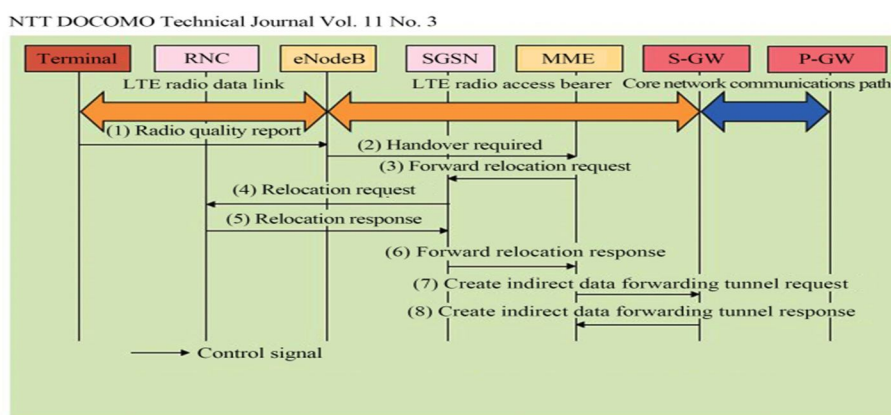 NTT DOCOMO Technical Journal Vol. 11 No. 3
Terminal RNC eNodeB SGSN MME S-GW P-GW
LTE radio data link LTE radio access bearer Core network communications path
(1) Radio quality report
(2) Handover required
(3) Forward relocation request
(4) Relocation request
(5) Relocation response
(6) Forward relocation response
(7) Create indirect data forwarding tunnel request
(8) Create indirect data forwarding tunnel response
Control signal